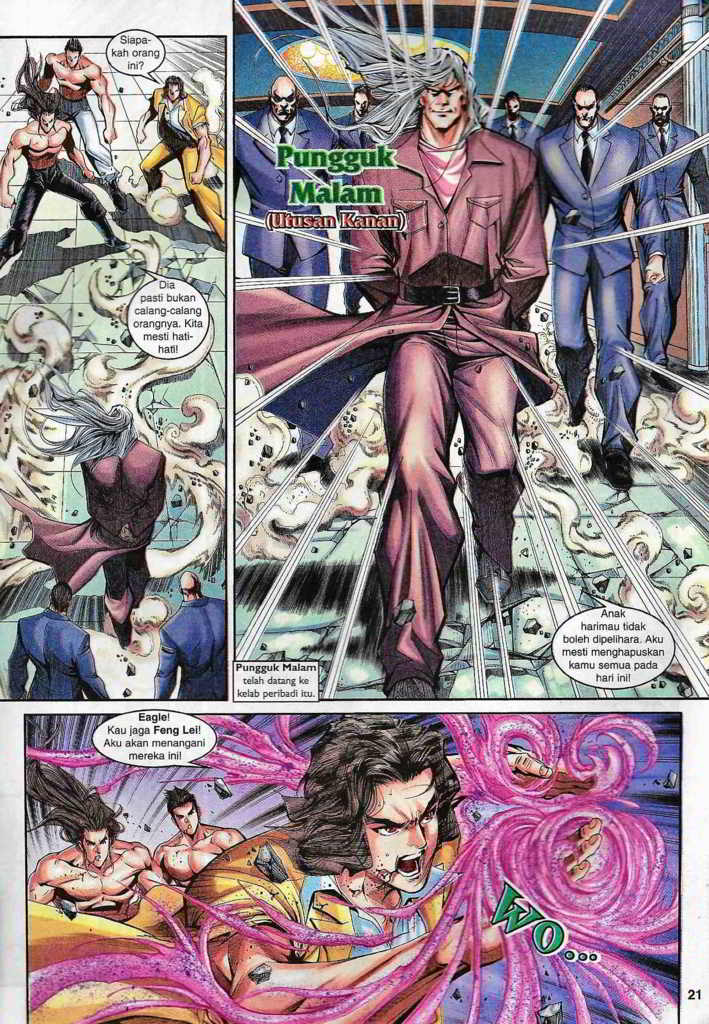 Siapa-
kah orang
ini?
Dia
pasti bukan
calang-calang
orangnya. Kita
mesti hati-
hati!
Pungguk
Malam
(Utusan Kanan)
Pungguk Malam
telah datang ke
kelab peribadi itu.
Anak
harimau tidak
boleh dipelihara. Aku
mesti menghapuskan
kamu semua pada
hari ini!
Eagle!
Kau jaga Feng Lei!
Aku akan menangani
mereka ini!
WO...
21